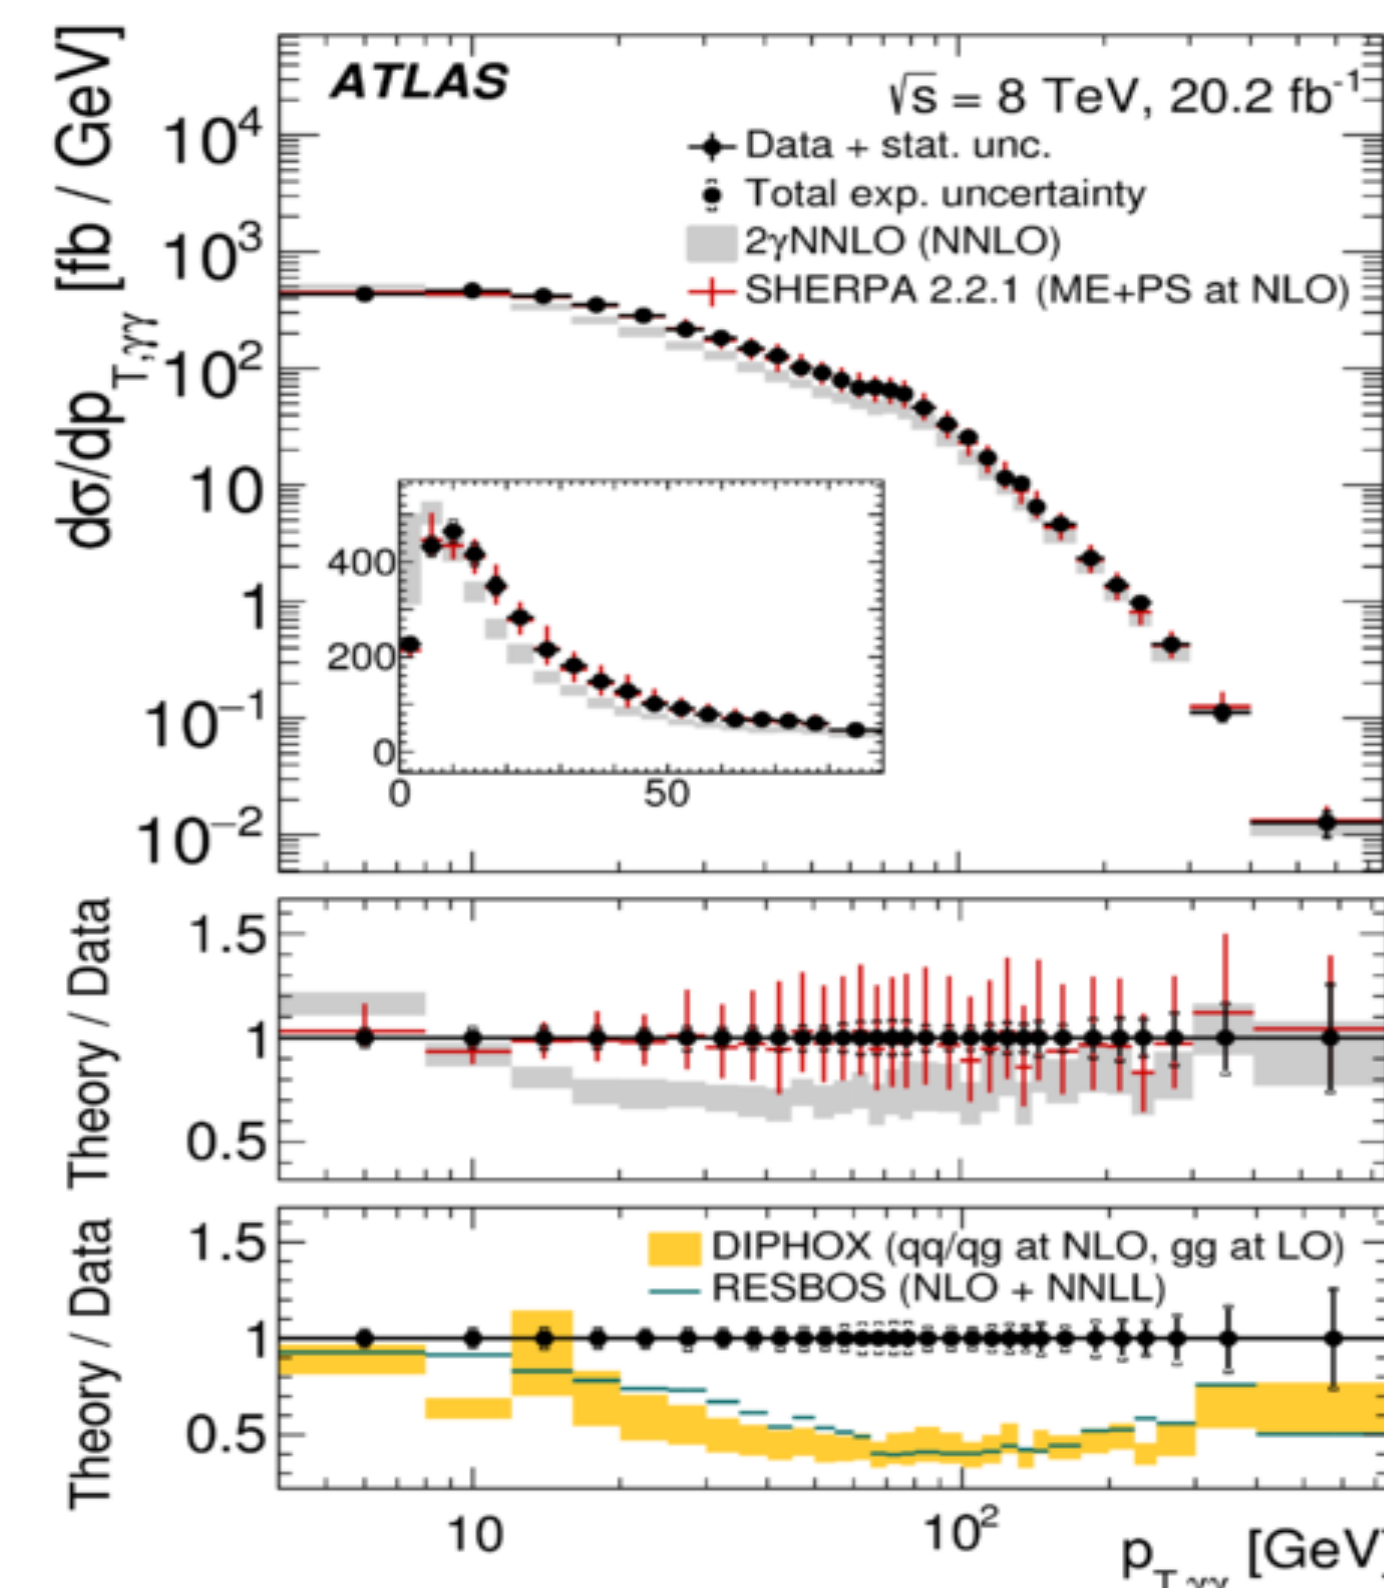 ATLAS
√s = 8 TeV, 20.2 fb⁻¹
Data + stat. unc.
Total exp. uncertainty
2γNNLO (NNLO)
SHERPA 2.2.1 (ME+PS at NLO)
dσ/dp_T,γγ [fb / GeV]
10⁴
10³
10²
10
1
10⁻¹
10⁻²
400
200
0
0 50
Theory / Data
1.5
1
0.5
Theory / Data
DIPHOX (qq/qg at NLO, gg at LO)
RESBOS (NLO + NNLL)
1.5
1
0.5
10 10²
p_T,γγ [GeV]